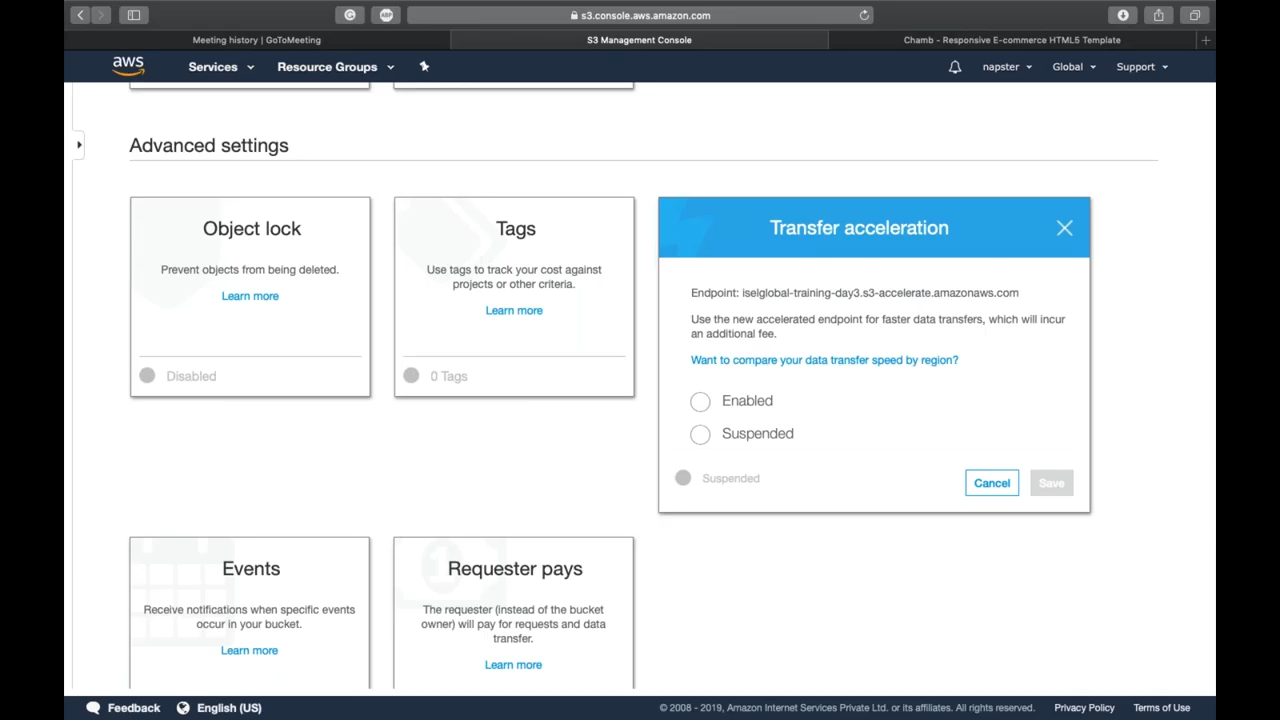 s3.console.aws.amazon.com
Meeting history | GoToMeeting
S3 Management Console
Chamb - Responsive E-commerce HTML5 Template
aws
Services
Resource Groups
napster
Global
Support
Advanced settings
Object lock
Prevent objects from being deleted.
Learn more
Disabled
Tags
Use tags to track your cost against
projects or other criteria.
Learn more
0 Tags
Transfer acceleration
Endpoint: iselglobal-training-day3.s3-accelerate.amazonaws.com
Use the new accelerated endpoint for faster data transfers, which will incur
an additional fee.
Want to compare your data transfer speed by region?
Enabled
Suspended
Suspended
Cancel
Save
Events
Receive notifications when specific events
occur in your bucket.
Learn more
Requester pays
The requester (instead of the bucket
owner) will pay for requests and data
transfer.
Learn more
Feedback
English (US)
© 2008 - 2019, Amazon Internet Services Private Ltd. or its affiliates. All rights reserved.
Privacy Policy
Terms of Use